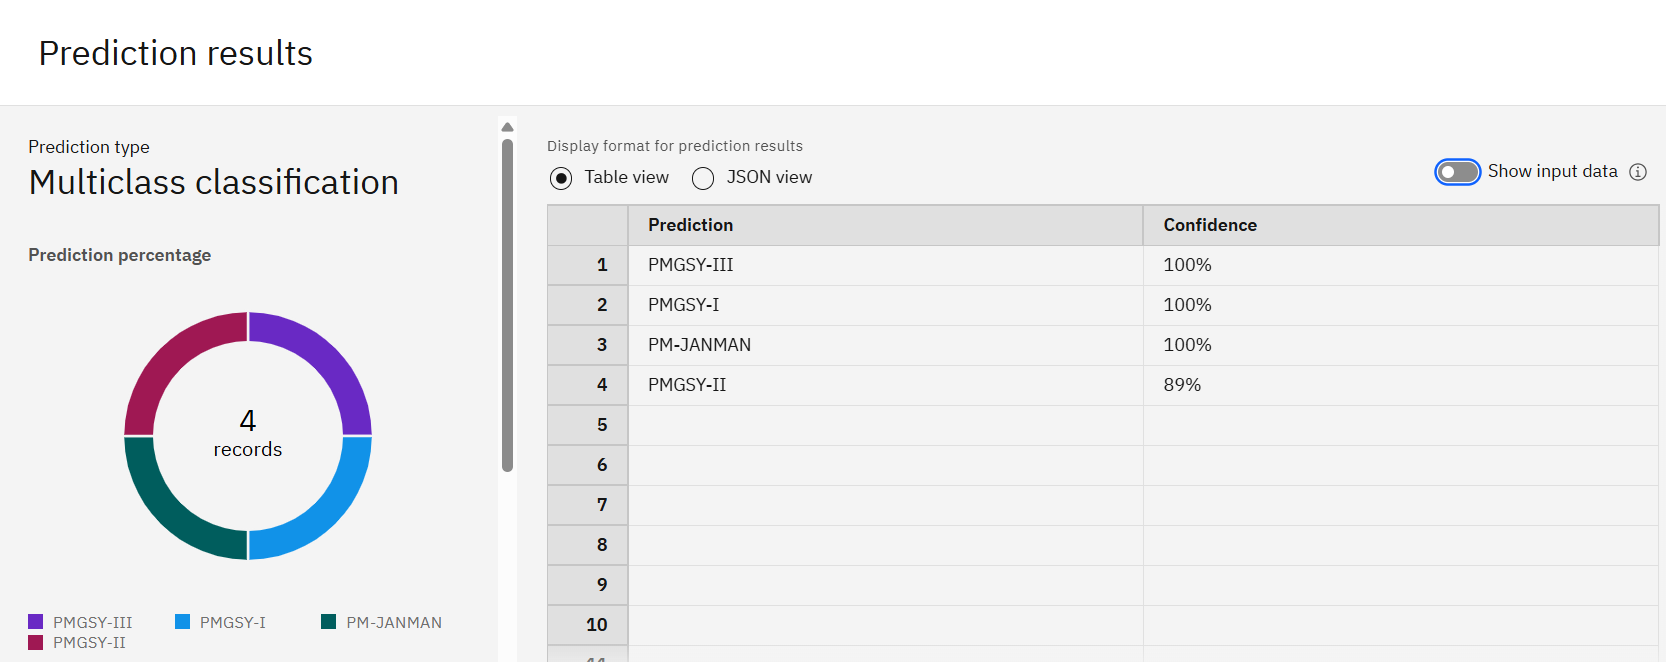 Prediction results
Prediction type
Multiclass classification
Prediction percentage
4
records
PMGSY-III PMGSY-I PM-JANMAN
PMGSY-II
Display format for prediction results
Table view JSON view
Show input data
Prediction Confidence
1 PMGSY-III 100%
2 PMGSY-I 100%
3 PM-JANMAN 100%
4 PMGSY-II 89%
5
6
7
8
9
10